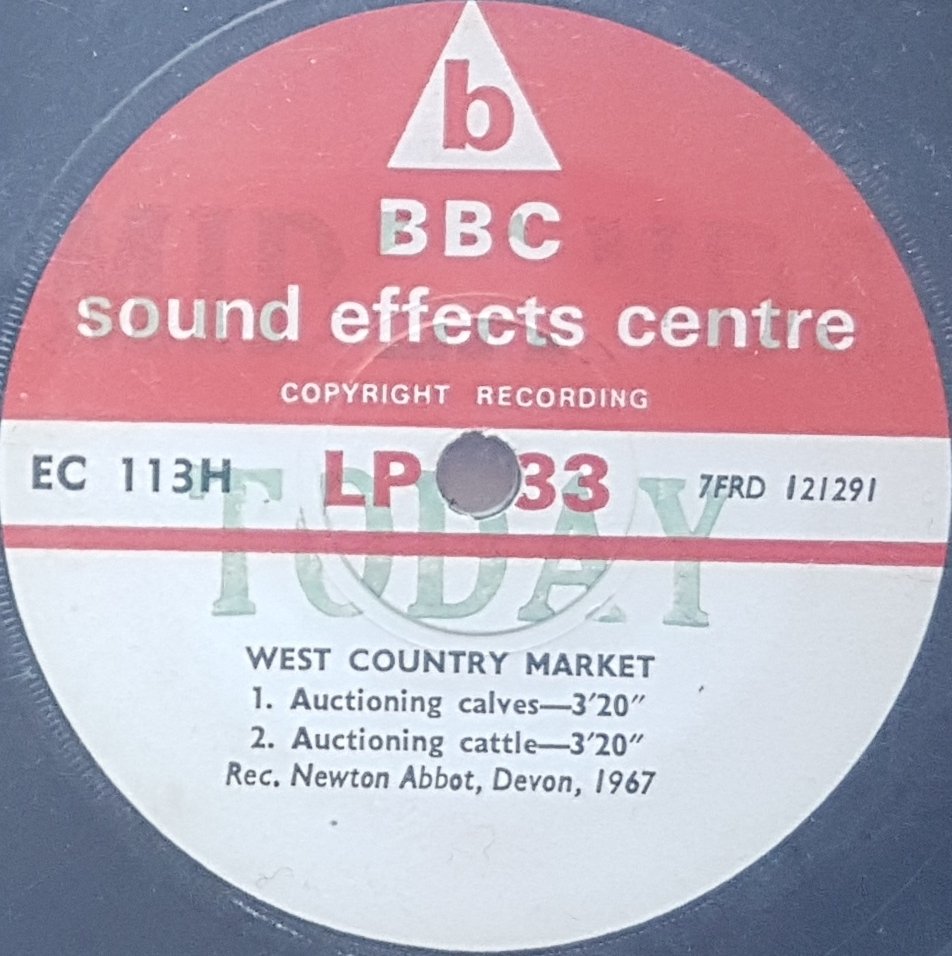 b
BBC
sound effects centre
COPYRIGHT RECORDING
EC 113H LP 33 7FRD 121291
TODAY
WEST COUNTRY MARKET
1. Auctioning calves—3′20″
2. Auctioning cattle—3′20″
Rec. Newton Abbot, Devon, 1967